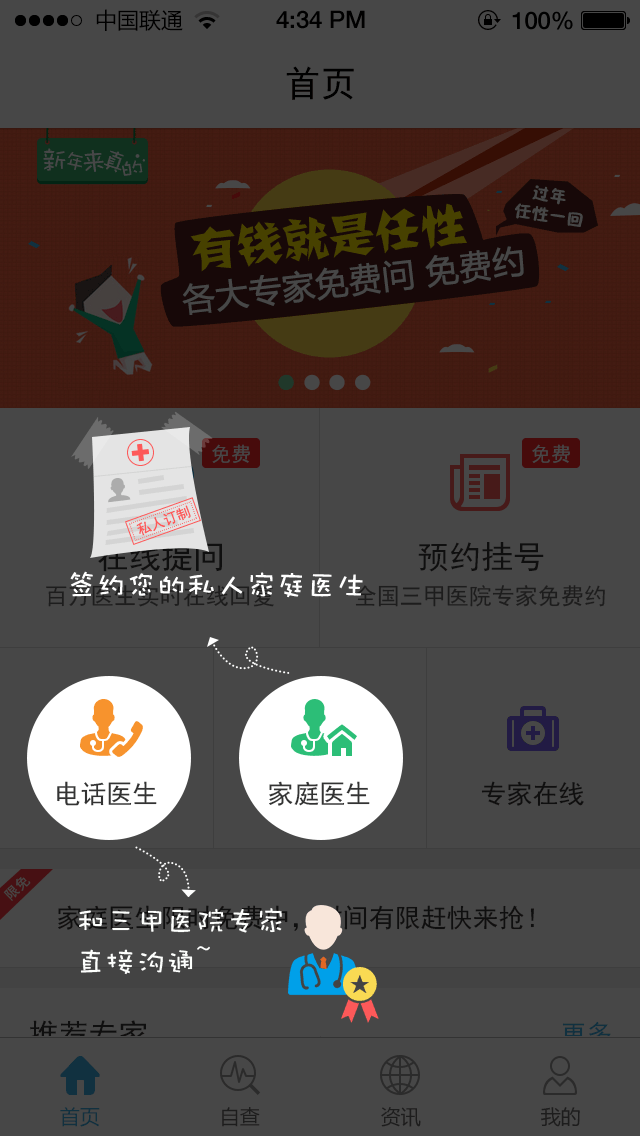 中国联通 4:34 PM 100%
首页
新年来真的
过年
任性一回
有钱就是任性
各大专家免费问 免费约
免费
免费
私人订制
在线提问
预约挂号
签约您的私人家庭医生
百万医生实时在线回复
全国三甲医院专家免费约
电话医生
家庭医生
专家在线
限免
家庭医生限时免费中，时间有限赶快来抢！
和三甲医院专家
直接沟通~
推荐专家
更多
首页
自查
资讯
我的